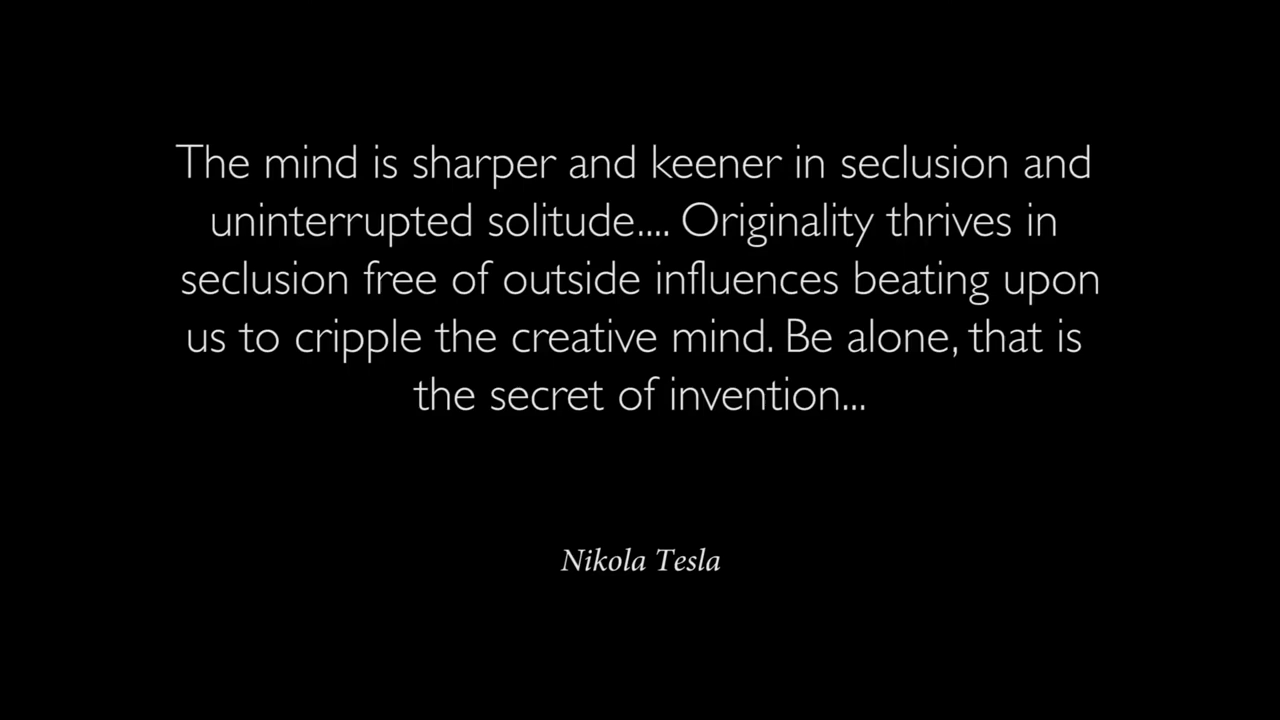 The mind is sharper and keener in seclusion and
uninterrupted solitude.... Originality thrives in
seclusion free of outside influences beating upon
us to cripple the creative mind. Be alone, that is
the secret of invention...
Nikola Tesla